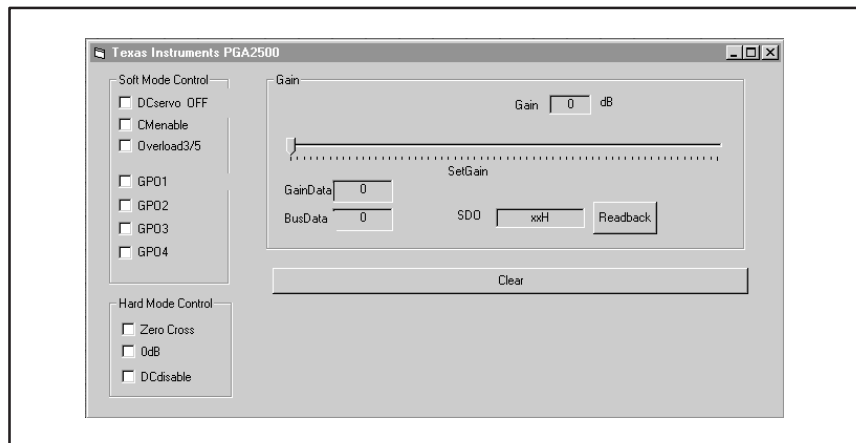 Texas Instruments PGA2500
Soft Mode Control
DCservo OFF
CMenable
Overload3/5
GPO1
GPO2
GPO3
GPO4
Hard Mode Control
Zero Cross
0dB
DCdisable
Gain
Gain 0 dB
SetGain
GainData 0
BusData 0 SDO xxH Readback
Clear